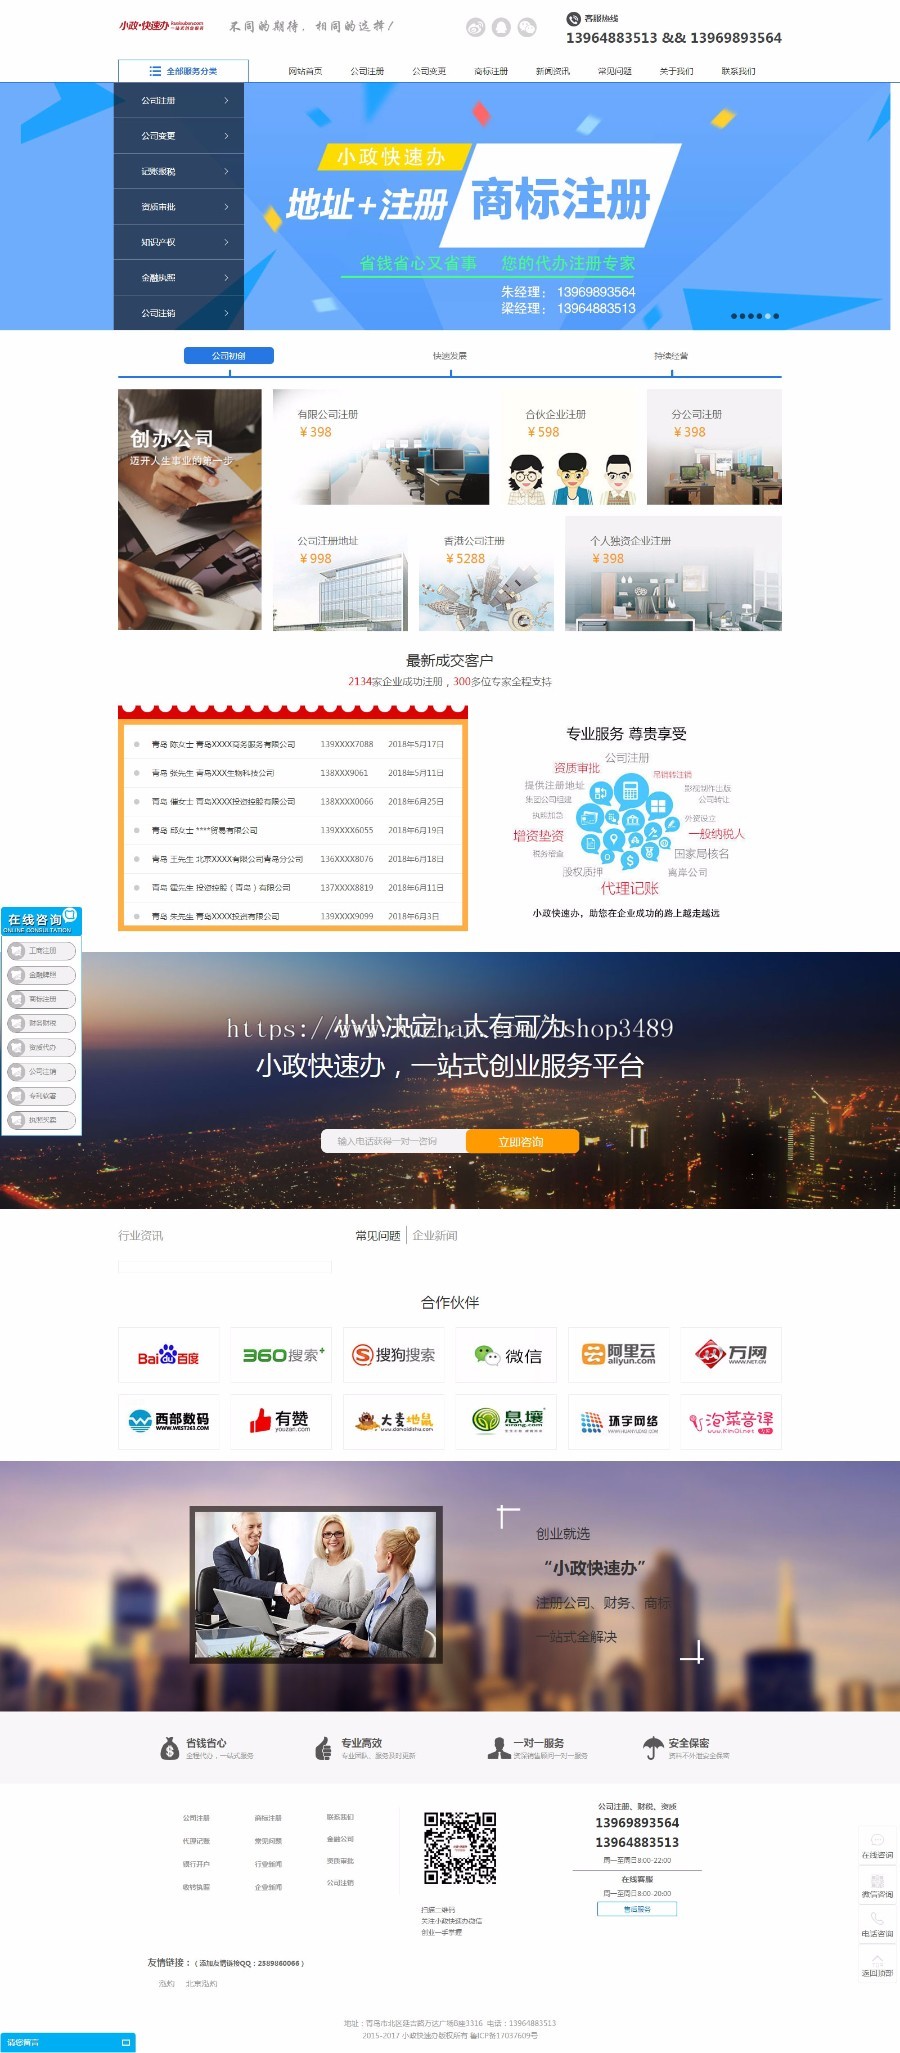 小政·快速办
一站式创业服务
不同的期待，相同的选择！
客服热线
13964883513 && 13969893564
全部服务分类
网站首页 公司注册 公司变更 商标注册 新闻资讯 常见问题 关于我们 联系我们
公司注册
公司变更
记账报税
资质审批
知识产权
金融执照
公司注销
小政快速办
地址+注册 商标注册
省钱省心又省事 您的代办注册专家
朱经理： 13969893564
梁经理： 13964883513
公司初创 快速发展 持续经营
创办公司
迈开人生事业的第一步
有限公司注册
¥398
合伙企业注册
¥598
分公司注册
¥398
公司注册地址
¥998
香港公司注册
¥5288
个人独资企业注册
¥398
最新成交客户
2134家企业成功注册，300多位专家全程支持
青岛 陈女士 青岛XXXX商务服务有限公司 139XXXX7088 2018年5月17日
青岛 张先生 青岛XXX生物科技公司 138XXXX9061 2018年5月11日
青岛 催女士 青岛XXXX投资控股有限公司 138XXXX0066 2018年6月25日
青岛 邱女士 ****贸易有限公司 139XXXX6055 2018年6月19日
青岛 王先生 北京XXXX有限公司青岛分公司 136XXXX8076 2018年6月18日
青岛 霍先生 投资控股（青岛）有限公司 137XXXX8819 2018年6月11日
青岛 朱先生 青岛XXXX投资有限公司 139XXXX9099 2018年6月3日
专业服务 尊贵享受
公司注册
资质审批
吊销转注销
提供注册地址
影视制作出版
集团公司组建
公司转让
执照加急
外资设立
增资垫资
一般纳税人
税务稽查
国家局核名
股权质押
离岸公司
代理记账
小政快速办，助您在企业成功的路上越走越远
在线咨询
ONLINE CONSULTATION
工商注册
金融牌照
商标注册
财务财税
资质代办
公司注销
专利软著
执照买卖
小小决定，大有可为
https://www.huzhan.com/ishop3489
小政快速办，一站式创业服务平台
输入电话获得一对一咨询 立即咨询
行业资讯
常见问题 企业新闻
合作伙伴
Bai du 百度
360搜索+
搜狗搜索
微信
阿里云
aliyun.com
万网
WWW.NET.CN
西部数码
WWW.WEST263.COM
有赞
youzan.com
大麦地鼠
www.damaidishu.com
息壤
xirang.com
环宇网络
泡菜音译
www.KimQi.net
创业就选
“小政快速办”
注册公司、财务、商标
一站式全解决
省钱省心
全程代办，一站式服务
专业高效
专业团队、服务及时更新
一对一服务
资深销售顾问一对一服务
安全保密
资料不外泄安全保密
公司注册 商标注册 联系我们
代理记账 常见问题 金融公司
银行开户 行业新闻 资质审批
收转执照 企业新闻 公司注销
扫描二维码
关注小政快速办微信
创业一手掌握
公司注册、财税、资质
13969893564
13964883513
周一至周日8:00-22:00
在线客服
周一至周日8:00-20:00
售后服务
在线咨询
微信咨询
电话咨询
返回顶部
友情链接：（添加友情链接QQ：2589860066）
泓灼 北京泓灼
地址：青岛市北区延吉路万达广场B座3316 电话：13964883513
2015-2017 小政快速办版权所有 鲁ICP备17037609号
请您留言